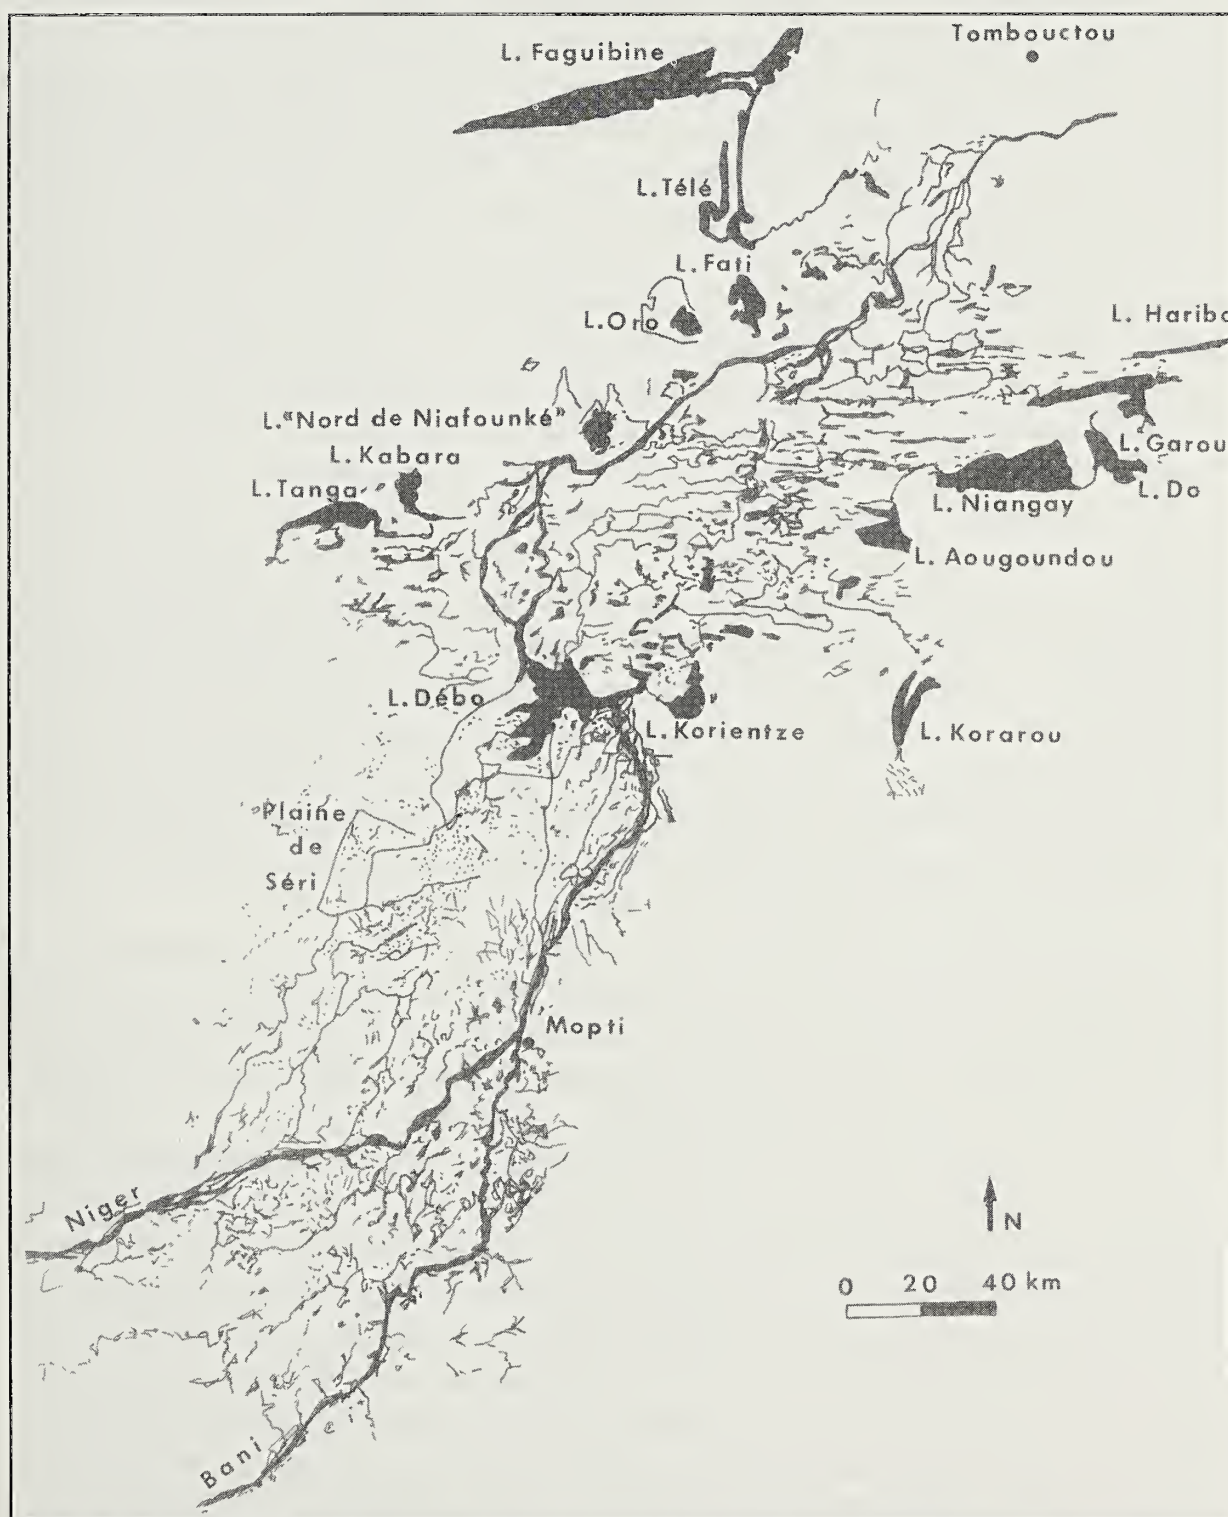 Tombouctou
L. Faguibine
L. Télé
L. Fati
L. Oro
L. Haribo
L. «Nord de Niafounké»
L. Kabara
L. Garou
L. Tanga
L. Do
L. Niangay
L. Aougoundou
L. Débo
L. Korientze
L. Korarou
Plaine
de
Séri
Mopti
Niger
N
0 20 40 km
Bani